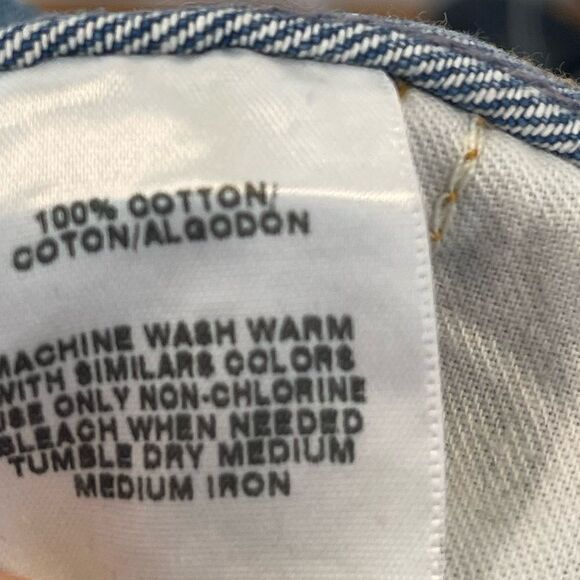 100% COTTON/
COTON/ALGODON
MACHINE WASH WARM
WITH SIMILARS COLORS
USE ONLY NON-CHLORINE
BLEACH WHEN NEEDED
TUMBLE DRY MEDIUM
MEDIUM IRON